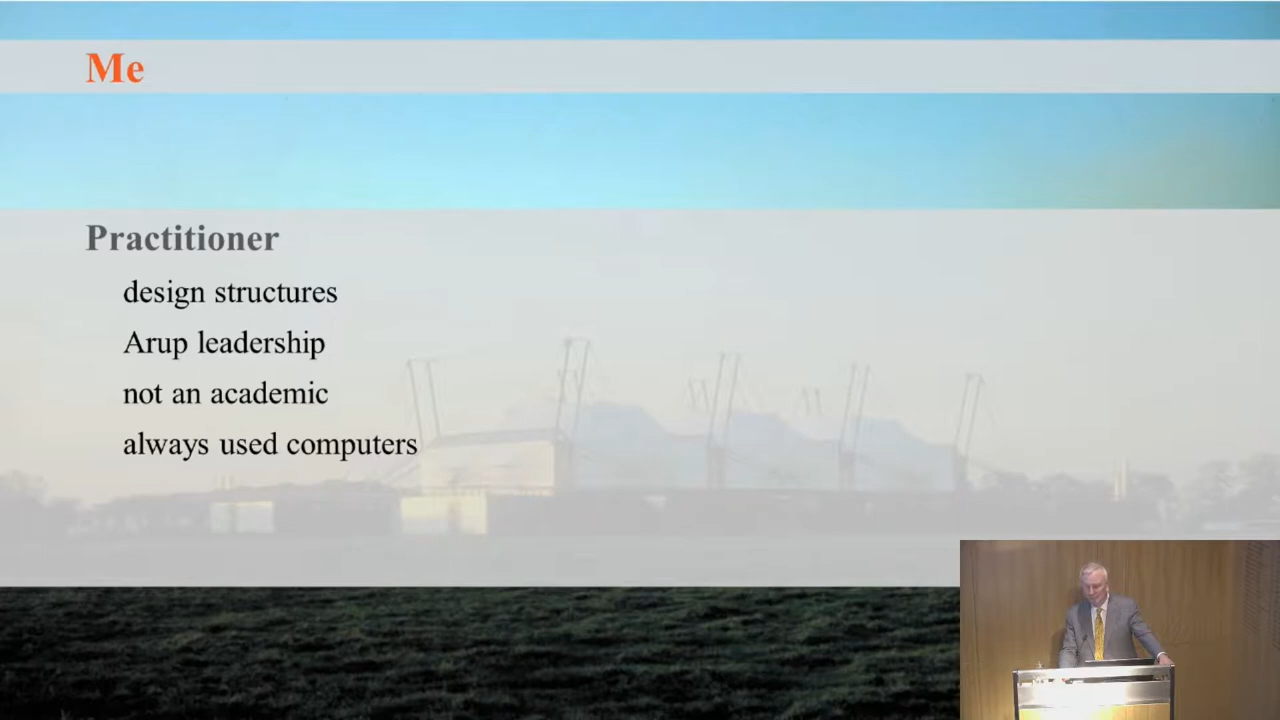 Me
Practitioner
design structures
Arup leadership
not an academic
always used computers